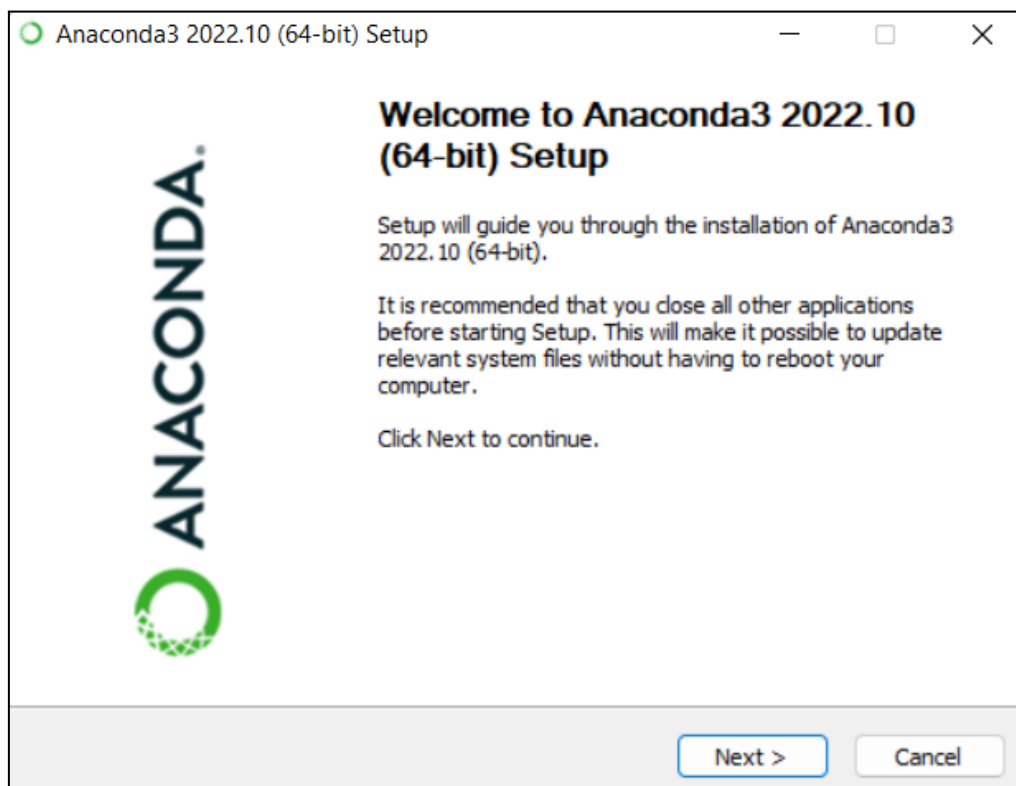 Anaconda3 2022.10 (64-bit) Setup
ANACONDA.
Welcome to Anaconda3 2022.10
(64-bit) Setup
Setup will guide you through the installation of Anaconda3
2022.10 (64-bit).
It is recommended that you close all other applications
before starting Setup. This will make it possible to update
relevant system files without having to reboot your
computer.
Click Next to continue.
Next >
Cancel